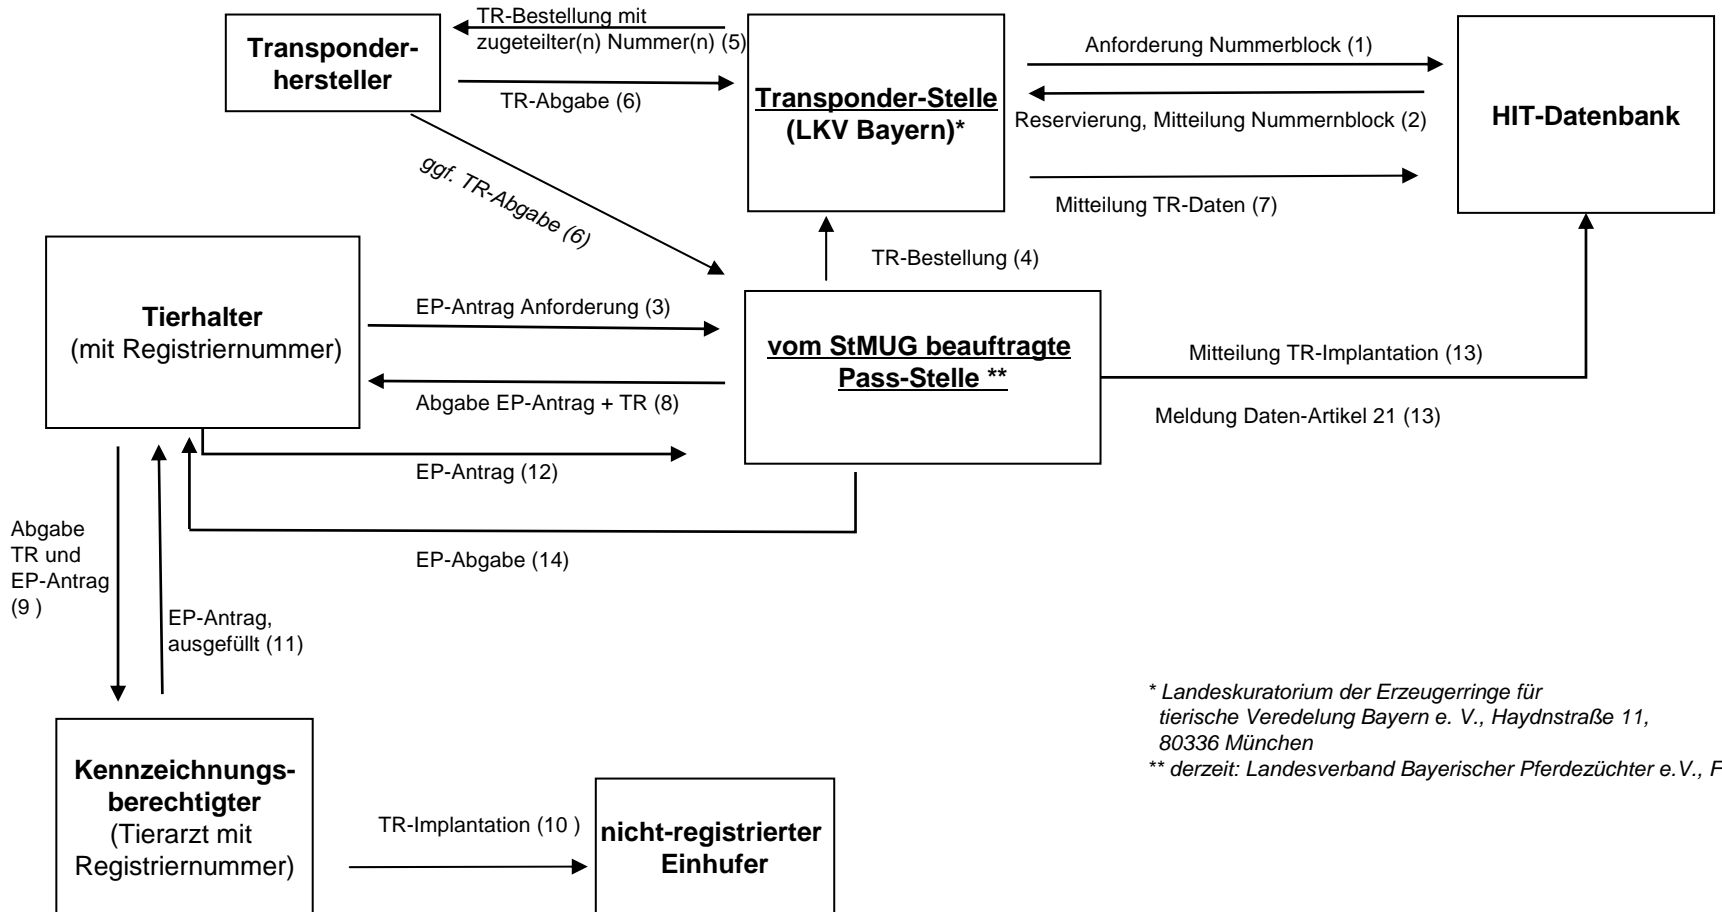 TR-Bestellung mit
zugeteilter(n) Nummer(n) (5)
Transponder-
hersteller
TR-Abgabe (6)
Transponder-Stelle
(LKV Bayern)*
Anforderung Nummerblock (1)
Reservierung, Mitteilung Nummernblock (2)
Mitteilung TR-Daten (7)
HIT-Datenbank
ggf. TR-Abgabe (6)
TR-Bestellung (4)
Tierhalter
(mit Registriernummer)
EP-Antrag Anforderung (3)
Abgabe EP-Antrag + TR (8)
vom StMUG beauftragte
Pass-Stelle **
Mitteilung TR-Implantation (13)
Meldung Daten-Artikel 21 (13)
EP-Antrag (12)
EP-Abgabe (14)
Abgabe
TR und
EP-Antrag
(9 )
EP-Antrag,
ausgefüllt (11)
Kennzeichnungs-
berechtigter
(Tierarzt mit
Registriernummer)
TR-Implantation (10 )
nicht-registrierter
Einhufer
* Landeskuratorium der Erzeugerringe für
tierische Veredelung Bayern e. V., Haydnstraße 11,
80336 München
** derzeit: Landesverband Bayerischer Pferdezüchter e.V., F